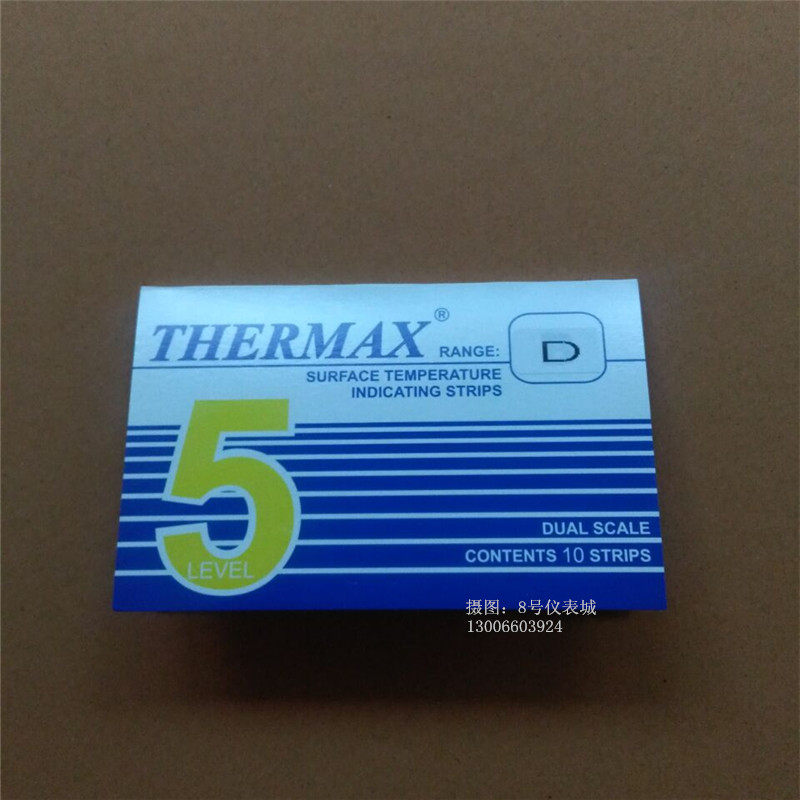 THERMAX®
RANGE: D
SURFACE TEMPERATURE
INDICATING STRIPS
5
LEVEL
DUAL SCALE
CONTENTS 10 STRIPS
摄图：8号仪表城
13006603924